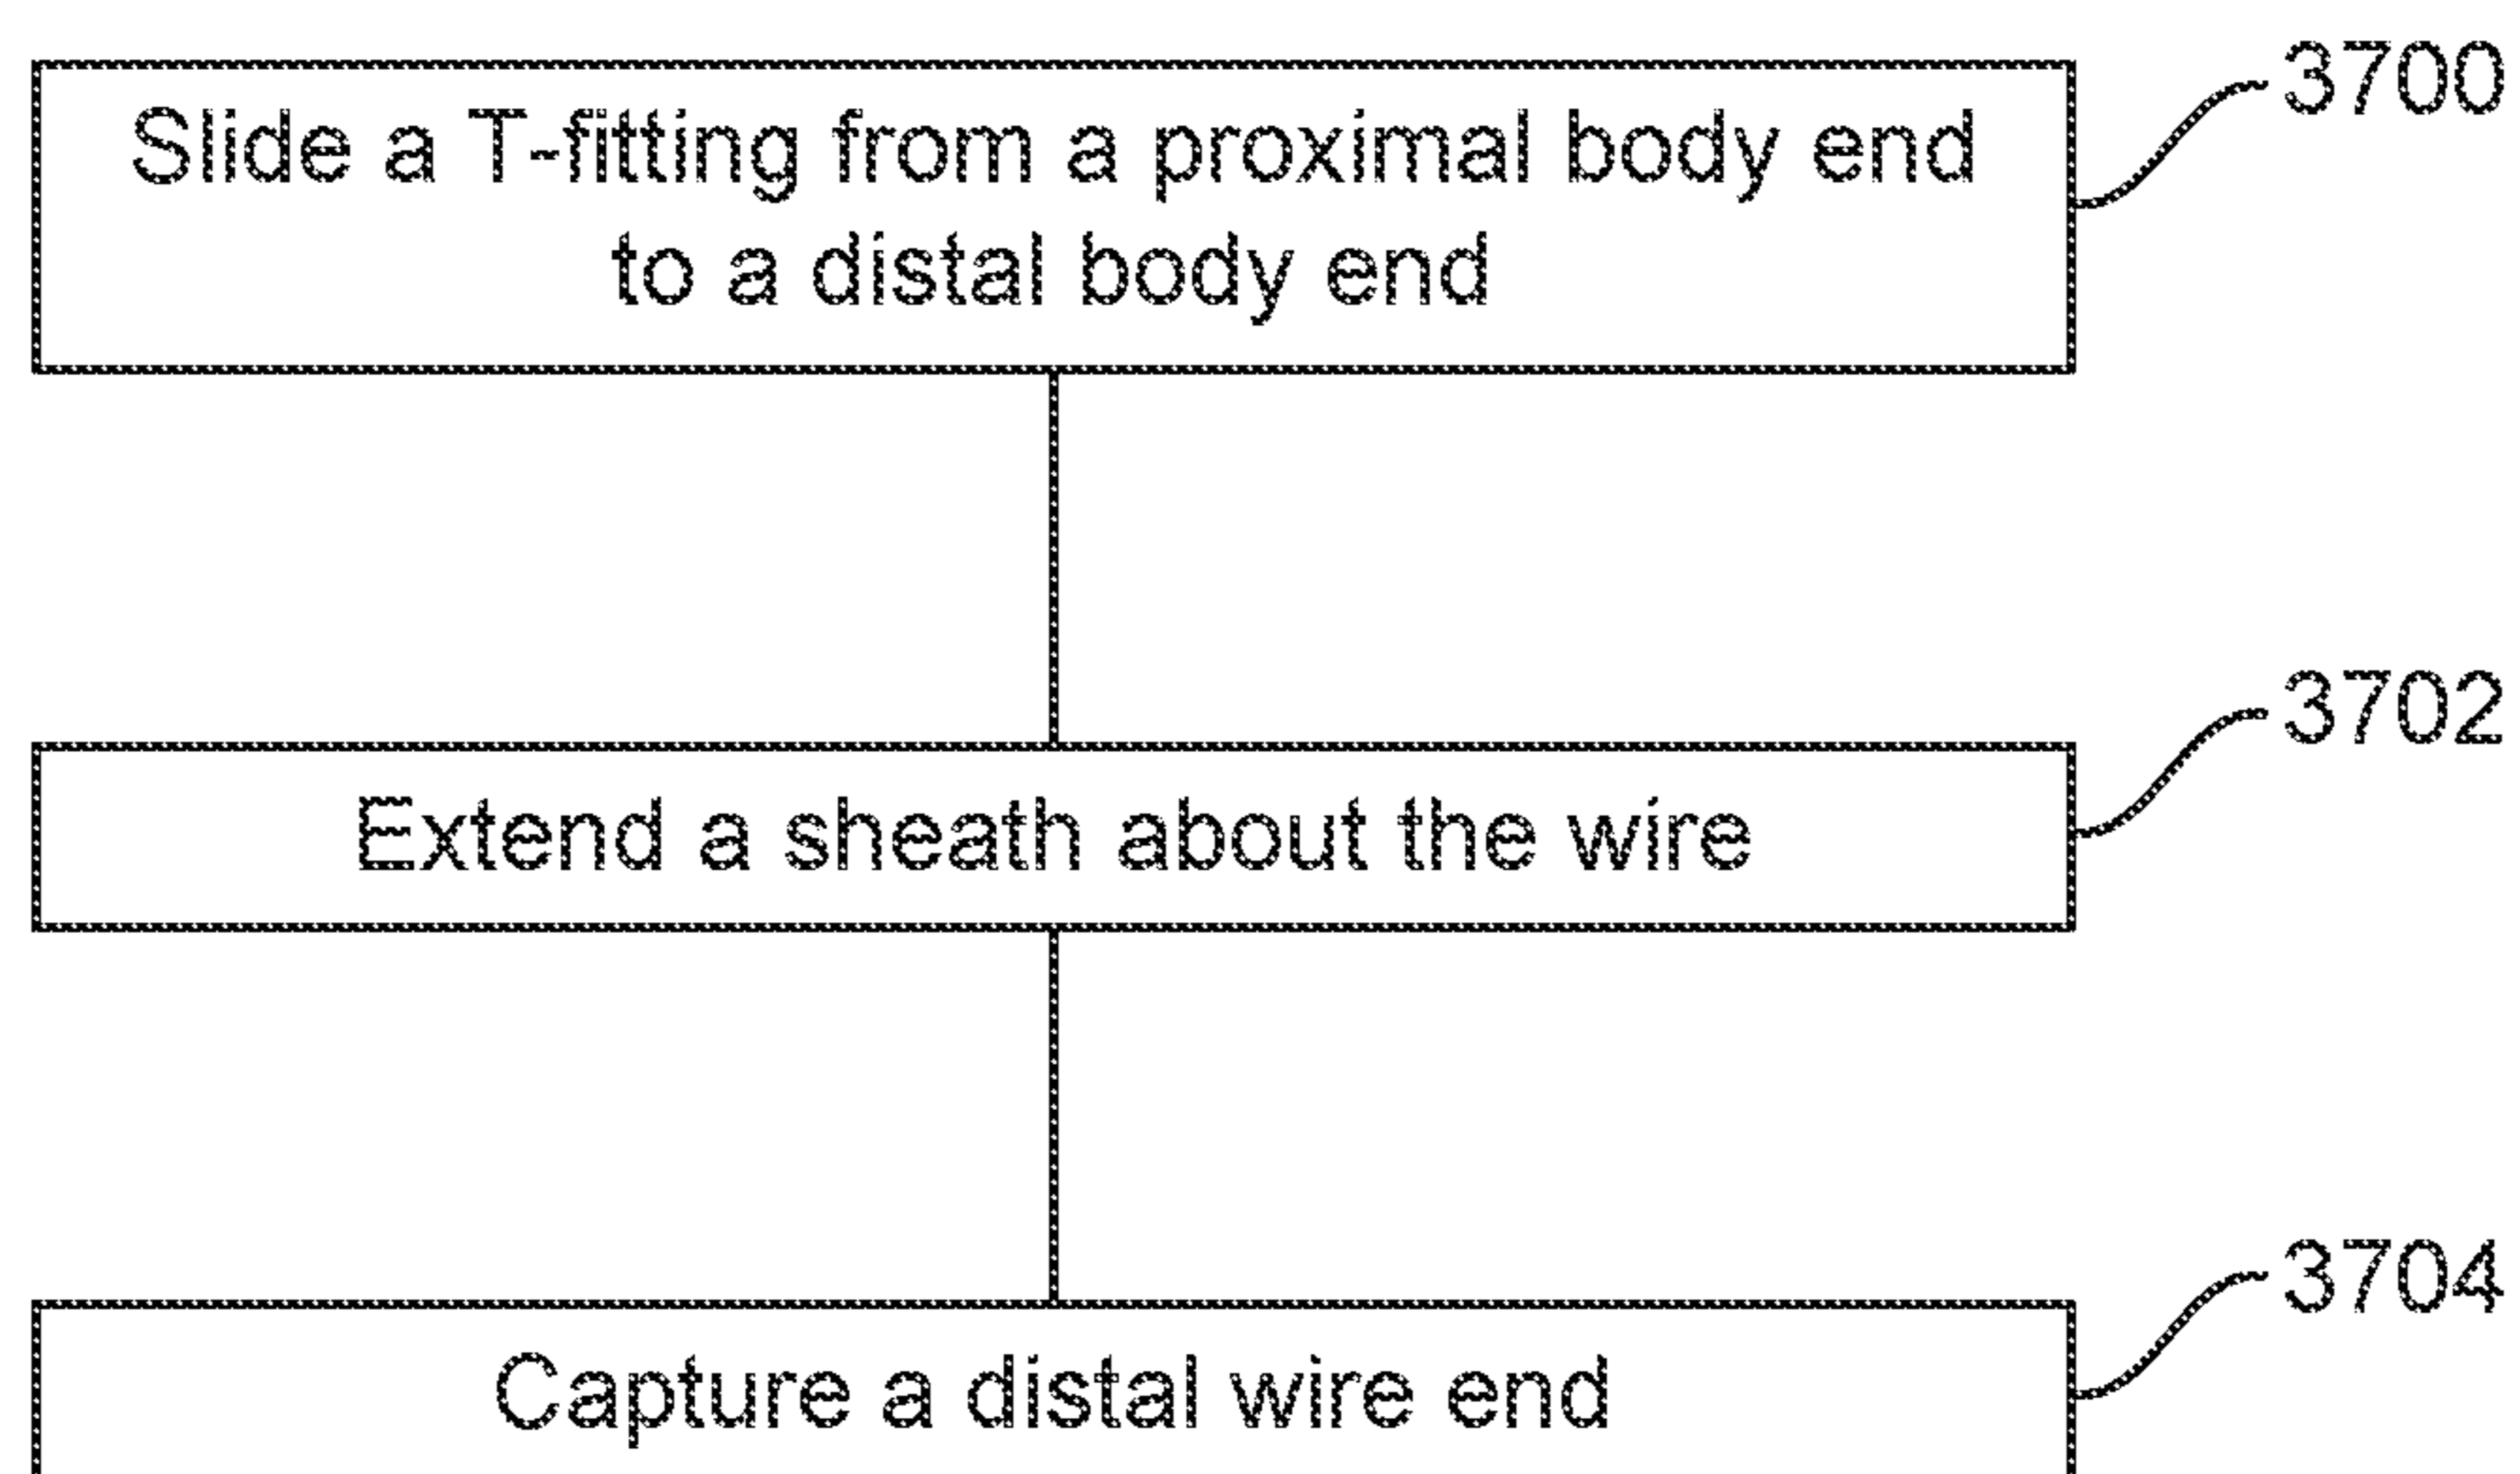 3700
Slide a T-fitting from a proximal body end
to a distal body end
3702
Extend a sheath about the wire
3704
Capture a distal wire end